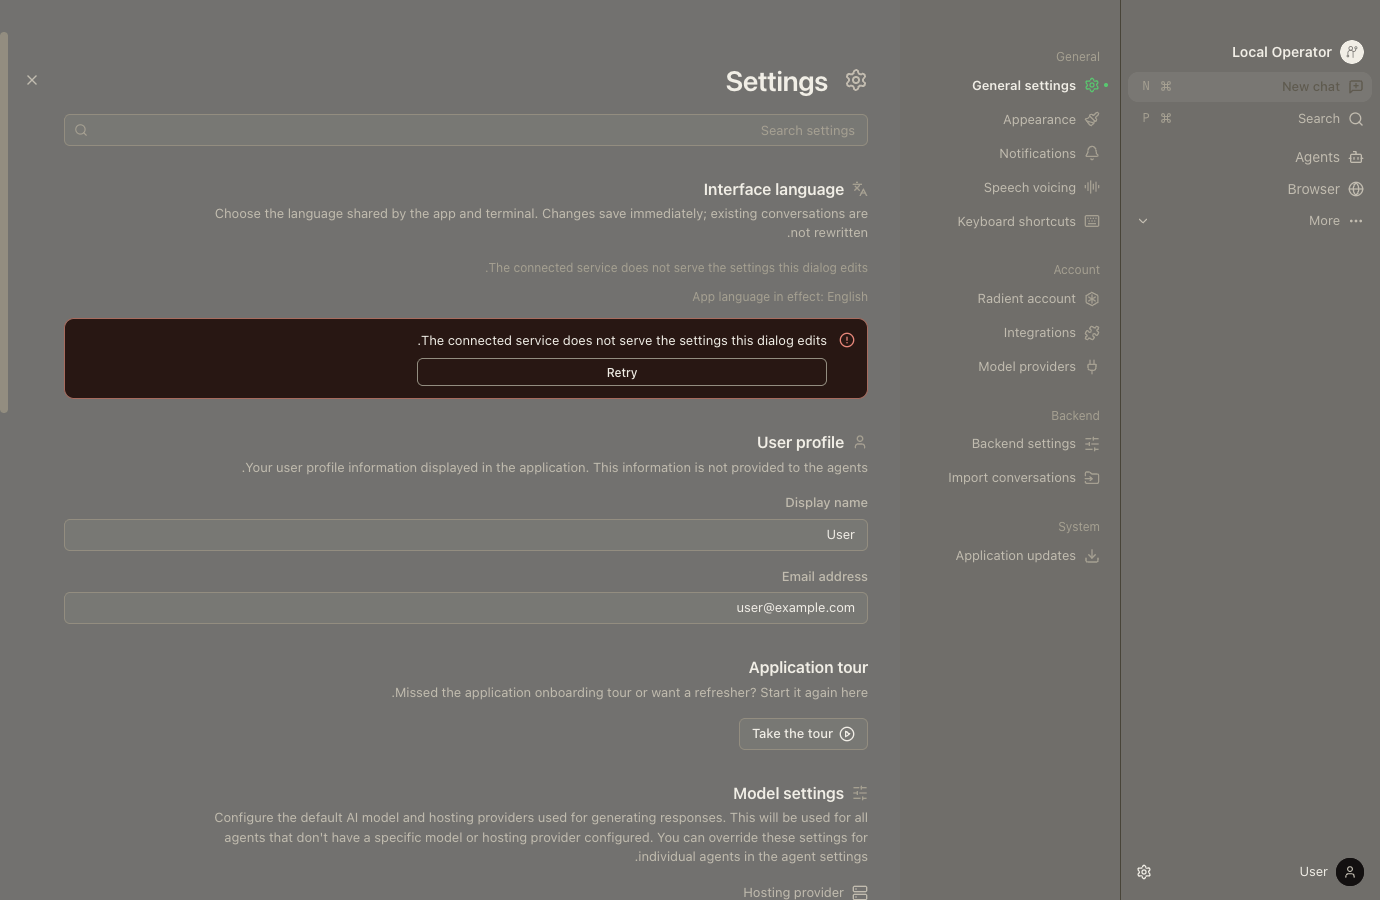 Local Operator
New chat
N ⌘
Search
P ⌘
Agents
Browser
More
User
General
General settings
Appearance
Notifications
Speech voicing
Keyboard shortcuts
Account
Radient account
Integrations
Model providers
Backend
Backend settings
Import conversations
System
Application updates
Settings
Search settings
Interface language
Choose the language shared by the app and terminal. Changes save immediately; existing conversations are
.not rewritten
.The connected service does not serve the settings this dialog edits
App language in effect: English
.The connected service does not serve the settings this dialog edits
Retry
User profile
.Your user profile information displayed in the application. This information is not provided to the agents
Display name
User
Email address
user@example.com
Application tour
.Missed the application onboarding tour or want a refresher? Start it again here
Take the tour
Model settings
Configure the default AI model and hosting providers used for generating responses. This will be used for all
agents that don't have a specific model or hosting provider configured. You can override these settings for
.individual agents in the agent settings
Hosting provider